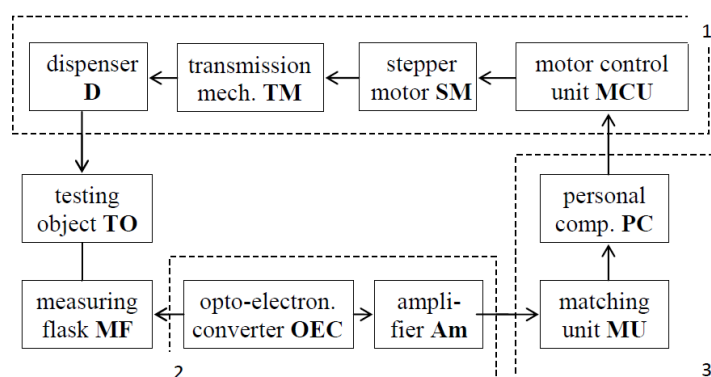 1
dispenser
D
transmission
mech. TM
stepper
motor SM
motor control
unit MCU
testing
object TO
personal
comp. PC
measuring
flask MF
opto-electron.
converter OEC
ampli-
fier Am
matching
unit MU
2
3